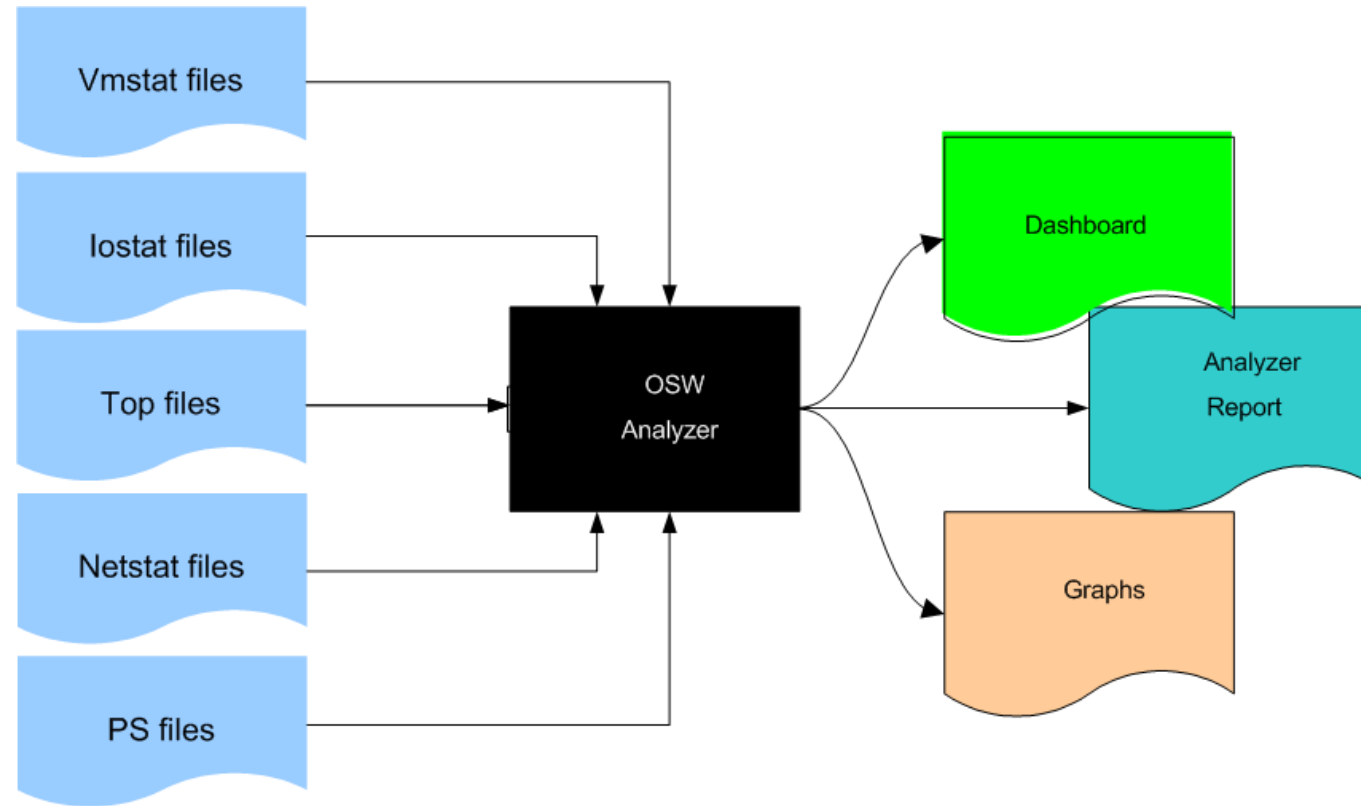 Vmstat files
Iostat files
Top files
Netstat files
PS files
OSW
Analyzer
Dashboard
Analyzer
Report
Graphs